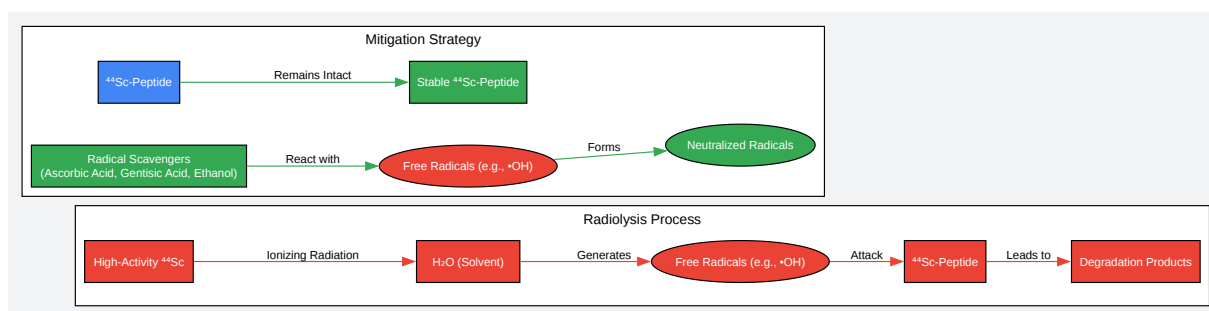 Mitigation Strategy
⁴⁴Sc-Peptide
Remains Intact
Stable ⁴⁴Sc-Peptide
Radical Scavengers
(Ascorbic Acid, Gentisic Acid, Ethanol)
React with
Free Radicals (e.g., •OH)
Forms
Neutralized Radicals
Radiolysis Process
High-Activity ⁴⁴Sc
Ionizing Radiation
H₂O (Solvent)
Generates
Free Radicals (e.g., •OH)
Attack
⁴⁴Sc-Peptide
Leads to
Degradation Products